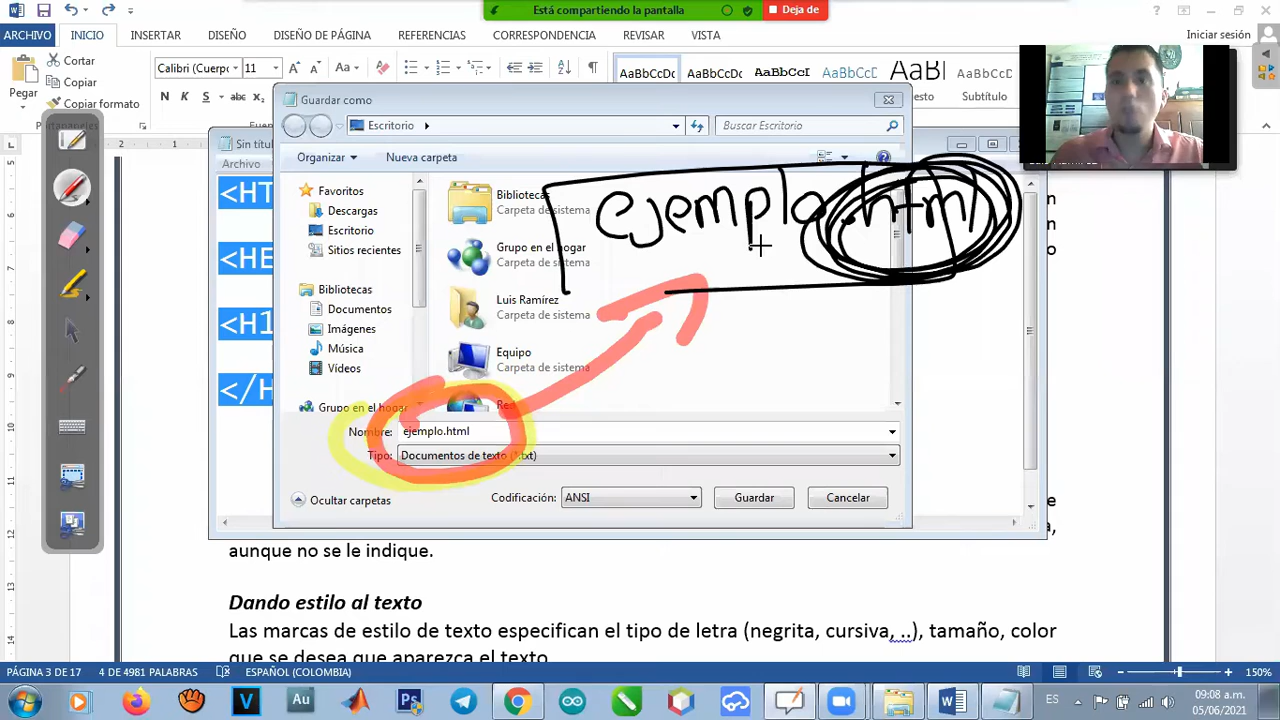 Está compartiendo la pantalla
Deja de
ARCHIVO INICIO INSERTAR DISEÑO DISEÑO DE PÁGINA REFERENCIAS CORRESPONDENCIA REVISAR VISTA
Iniciar sesión
Cortar
Copiar
Copiar formato
Pegar
Calibri (Cuerpo 11
N K S abc x
AaBbCcDc AaBbCcDc AaBbCcI AaBbCcDc AaBl AaBbCcD
Subtítulo
Guardar como
Escritorio
Buscar Escritorio
Organizar Nueva carpeta
Favoritos
Descargas
Escritorio
Sitios recientes
Bibliotecas
Documentos
Imágenes
Música
Vídeos
Grupo en el hogar
Carpeta de sistema
Grupo en el hogar
Carpeta de sistema
Luis Ramírez
Carpeta de sistema
Equipo
Carpeta de sistema
ejemplo.html
Nombre: ejemplo.html
Tipo: Documentos de texto (*.txt)
Ocultar carpetas
Codificación: ANSI
Guardar Cancelar
Sin títu
Archivo
<HT
<HE
<H1
</H
aunque no se le indique.
Dando estilo al texto
Las marcas de estilo de texto especifican el tipo de letra (negrita, cursiva, ..), tamaño, color
que se desea que aparezca el texto
PÁGINA 3 DE 17 4 DE 4981 PALABRAS ESPAÑOL (COLOMBIA) 150%
ES
09:08 a.m.
05/06/2021